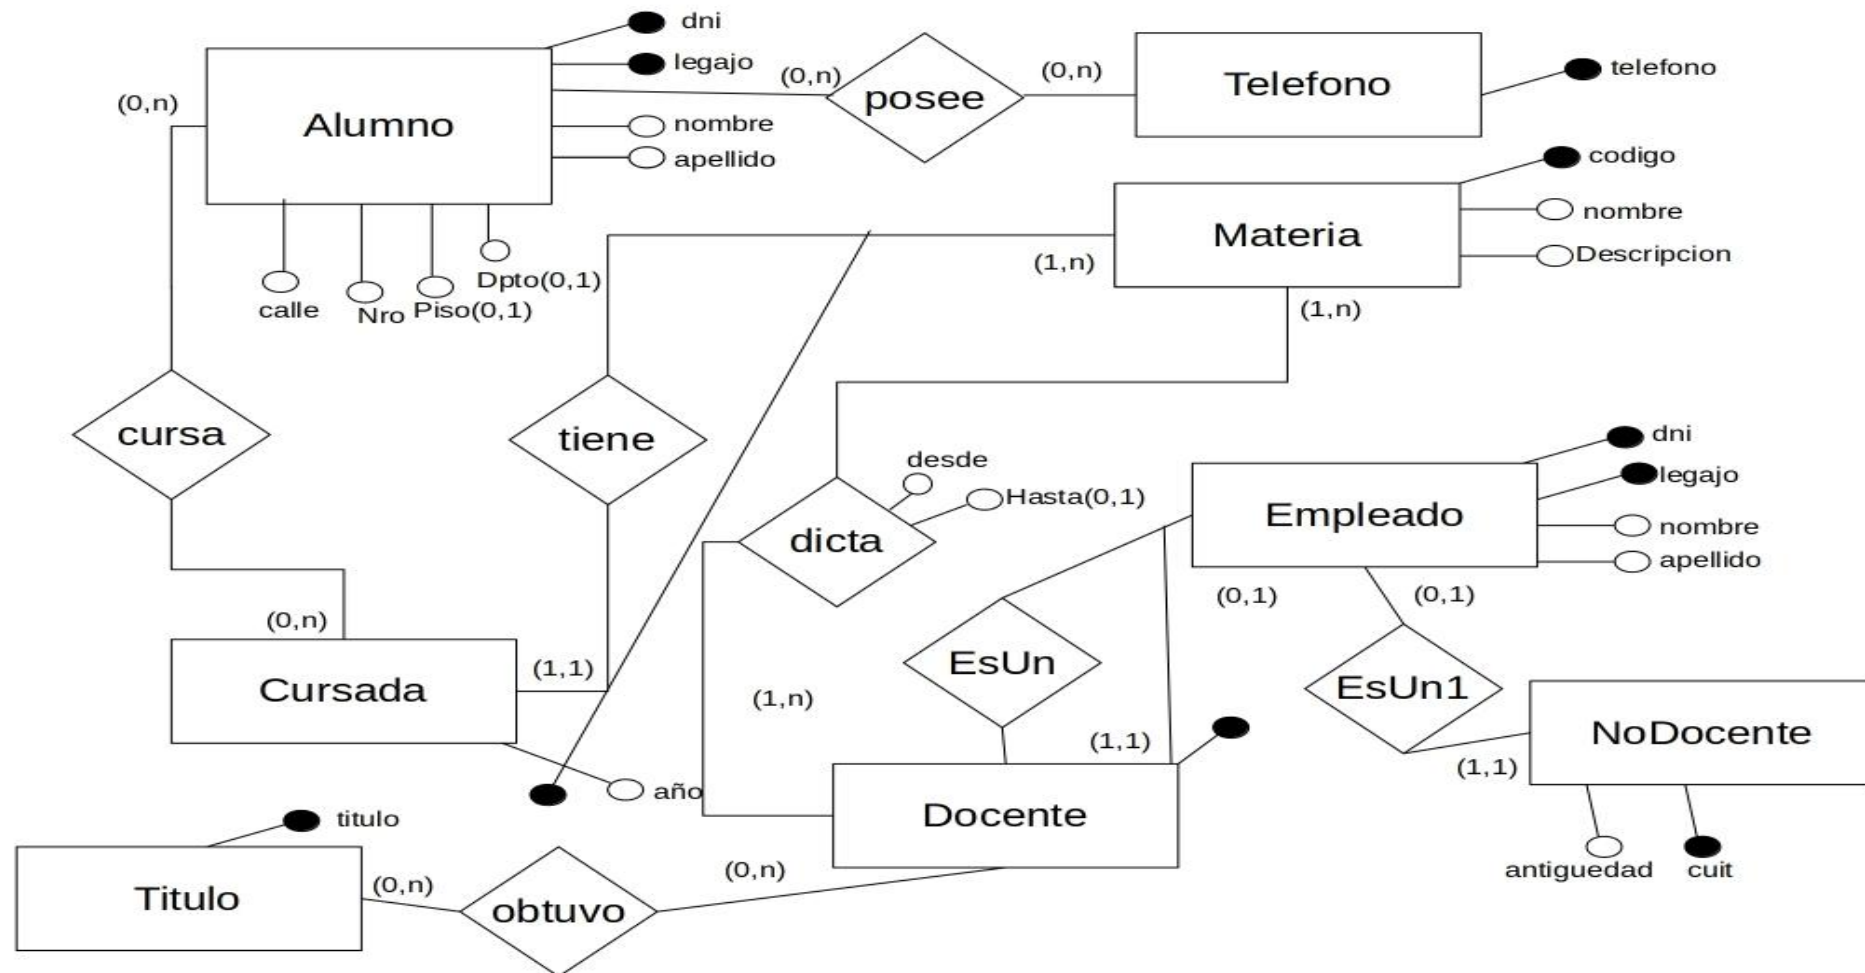 dni
legajo
(0,n)
(0,n)
(0,n)
Alumno
posee
Telefono
telefono
nombre
apellido
codigo
nombre
Descripcion
Materia
(1,n)
(1,n)
calle
Nro
Piso(0,1)
Dpto(0,1)
cursa
tiene
desde
Hasta(0,1)
dicta
dni
legajo
nombre
apellido
Empleado
(0,1)
(0,1)
(0,n)
Cursada
(1,1)
(1,n)
EsUn
EsUn1
(1,1)
NoDocente
(1,1)
año
Docente
titulo
Titulo
(0,n)
obtuvo
(0,n)
antiguedad
cuit